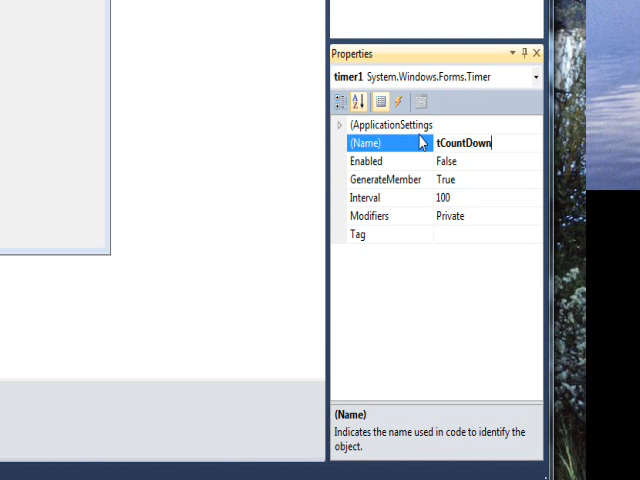 Properties
timer1 System.Windows.Forms.Timer
(ApplicationSettings
(Name) tCountDown
Enabled False
GenerateMember True
Interval 100
Modifiers Private
Tag
(Name)
Indicates the name used in code to identify the
object.